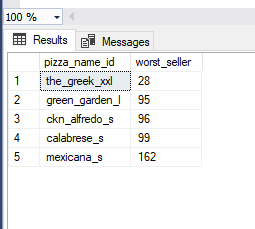 100 %
Results Messages
pizza_name_id worst_seller
1 the_greek_xxl 28
2 green_garden_l 95
3 ckn_alfredo_s 96
4 calabrese_s 99
5 mexicana_s 162